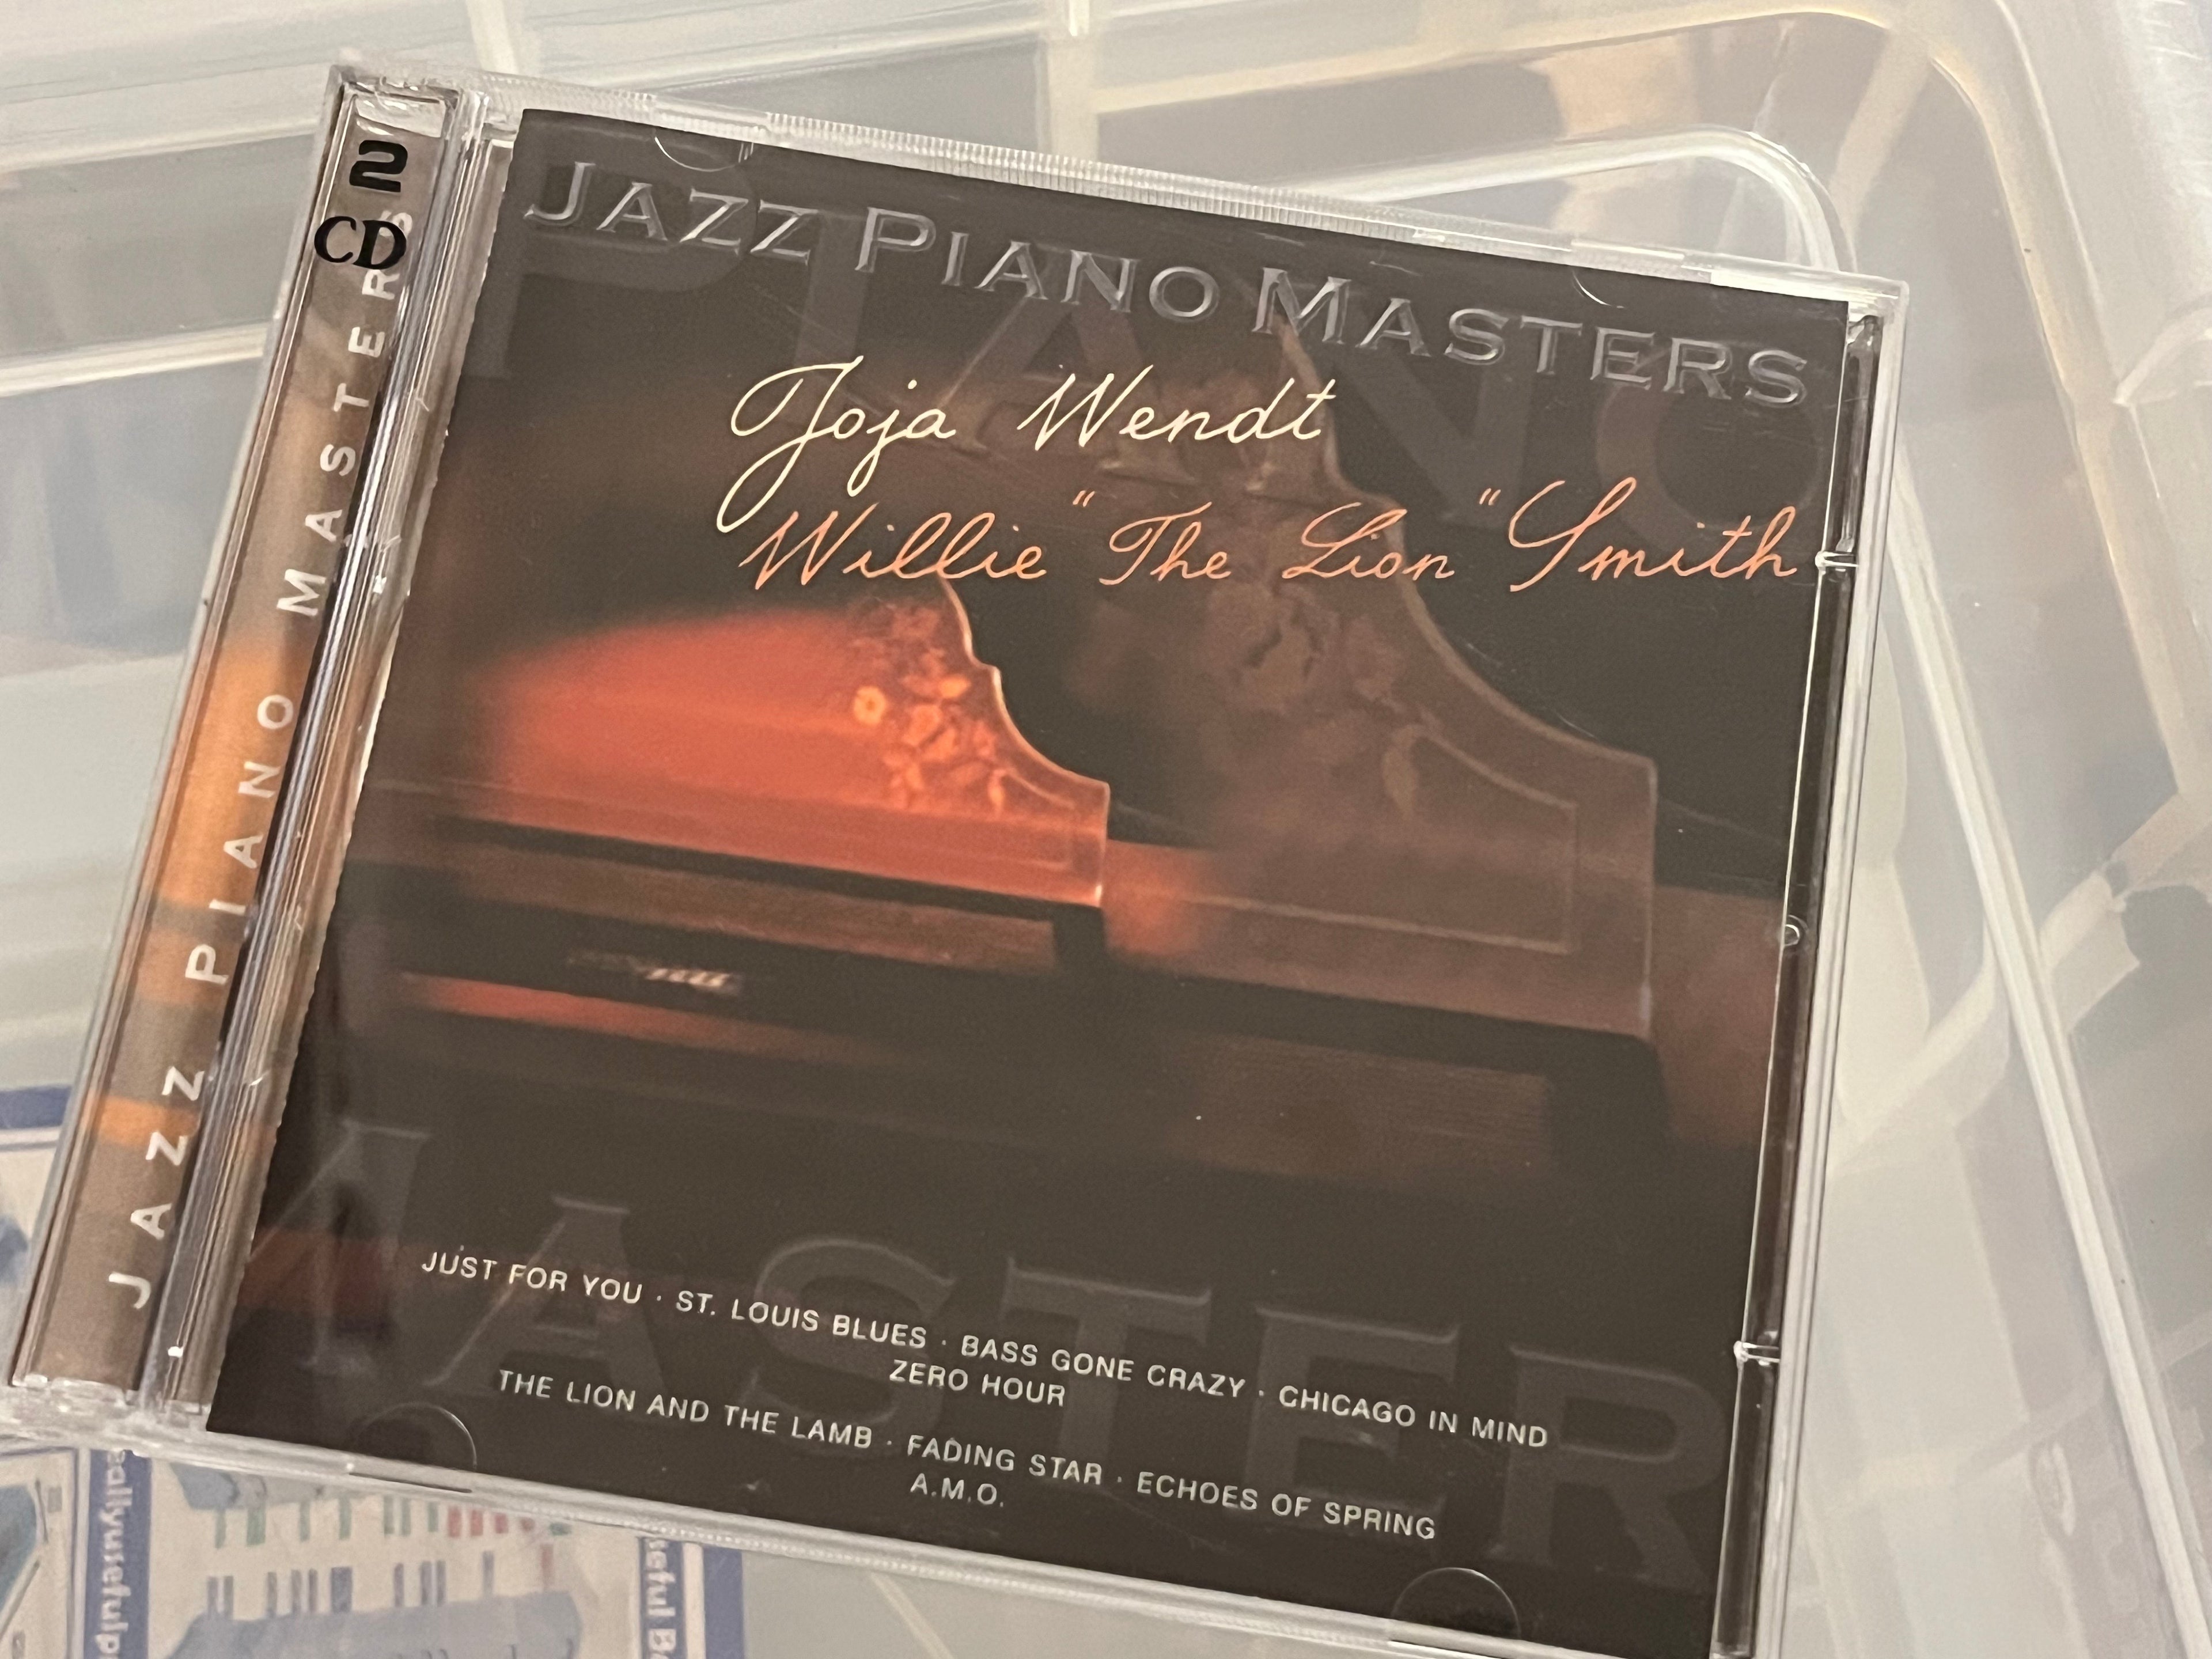 2
CD
JAZZ PIANO MASTERS
JAZZ PIANO MASTERS
PIANO
Joja Wendt
Willie "The Lion" Smith
MASTER
JUST FOR YOU · ST. LOUIS BLUES · BASS GONE CRAZY · CHICAGO IN MIND
ZERO HOUR
THE LION AND THE LAMB · FADING STAR · ECHOES OF SPRING
A.M.O.